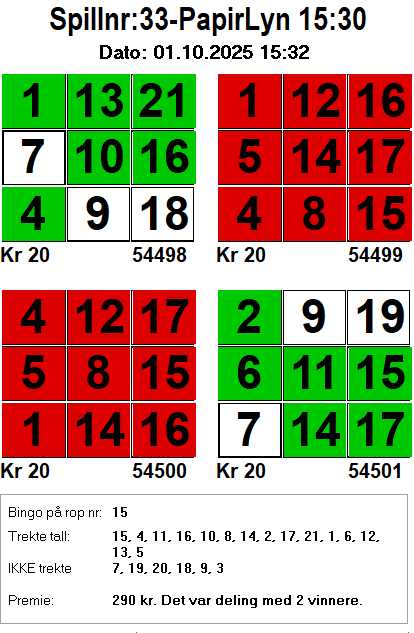 Spillnr:33-PapirLyn 15:30
Dato: 01.10.2025 15:32
1 13 21
7 10 16
4 9 18
Kr 20 54498
1 12 16
5 14 17
4 8 15
Kr 20 54499
4 12 17
5 8 15
1 14 16
Kr 20 54500
2 9 19
6 11 15
7 14 17
Kr 20 54501
Bingo på rop nr: 15
Trekte tall: 15, 4, 11, 16, 10, 8, 14, 2, 17, 21, 1, 6, 12,
13, 5
IKKE trekte 7, 19, 20, 18, 9, 3
Premie: 290 kr. Det var deling med 2 vinnere.